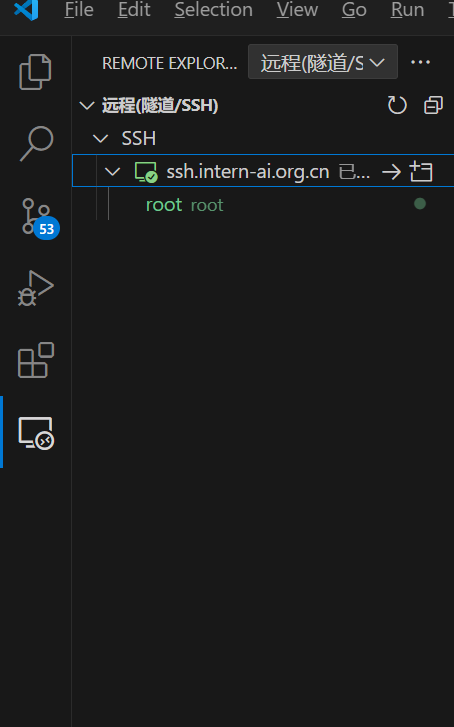 File Edit Selection View Go Run
REMOTE EXPLOR... 远程(隧道/S
远程(隧道/SSH)
SSH
ssh.intern-ai.org.cn 已...
root root
53